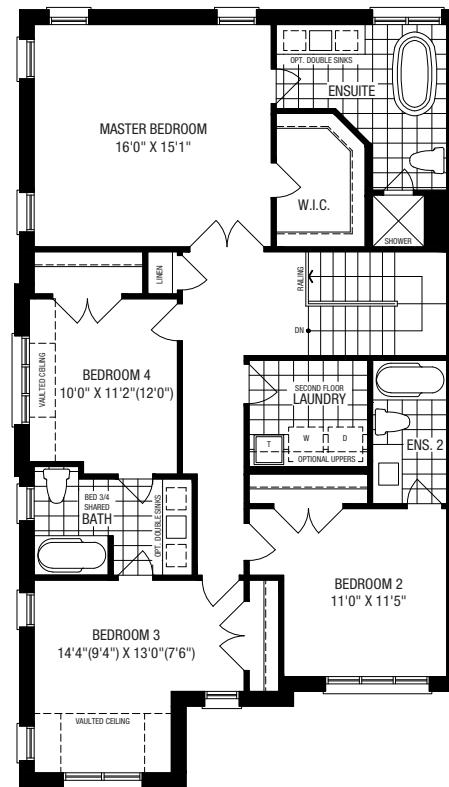 OPT. DOUBLE SINKS
ENSUITE
MASTER BEDROOM
16'0" X 15'1"
W.I.C.
SHOWER
LINEN
RAILING
DN
VAULTED CEILING
BEDROOM 4
10'0" X 11'2"(12'0")
SECOND FLOOR
LAUNDRY
T
W
D
OPTIONAL UPPERS
ENS. 2
BED 3/4
SHARED
BATH
OPT. DOUBLE SINKS
BEDROOM 2
11'0" X 11'5"
BEDROOM 3
14'4"(9'4") X 13'0"(7'6")
VAULTED CEILING